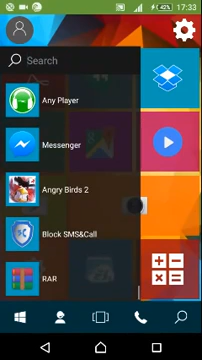 42% 17:33
Search
Any Player
Messenger
Angry Birds 2
Block SMS&Call
RAR